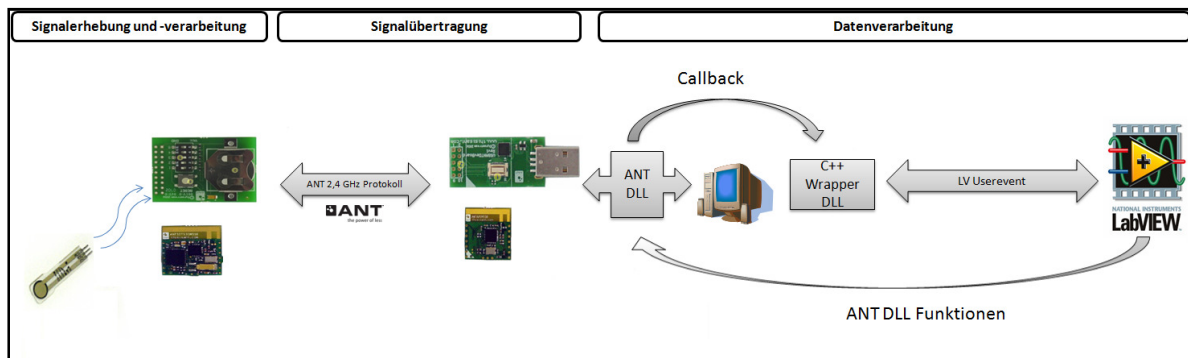 Signalerhebung und -verarbeitung
Signalübertragung
Datenverarbeitung
Callback
ANT 2,4 GHz Protokoll
ANT
the power of less
ANT
DLL
C++
Wrapper
DLL
LV Userevent
NATIONAL INSTRUMENTS
LabVIEW
ANT DLL Funktionen